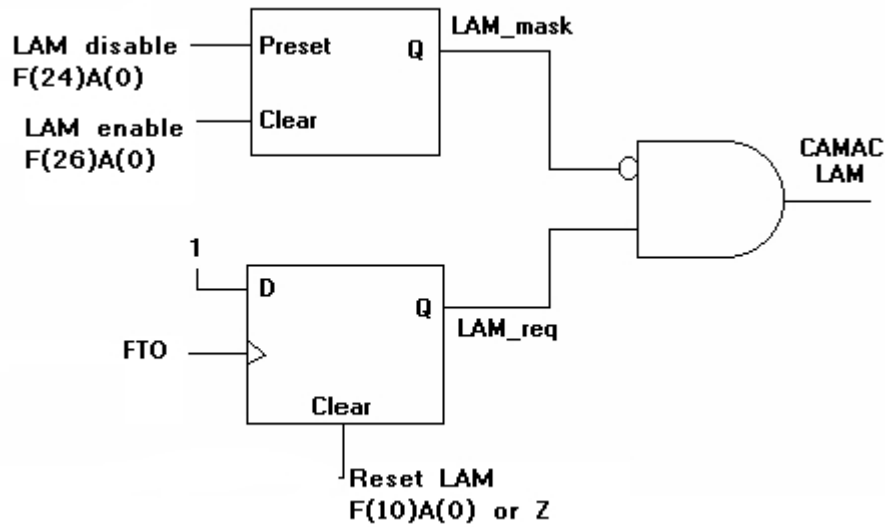 LAM disable
F(24)A(0)
LAM enable
F(26)A(0)
Preset
Q
Clear
LAM_mask
CAMAC
LAM
1
D
Q
FTO
Clear
LAM_req
Reset LAM
F(10)A(0) or Z